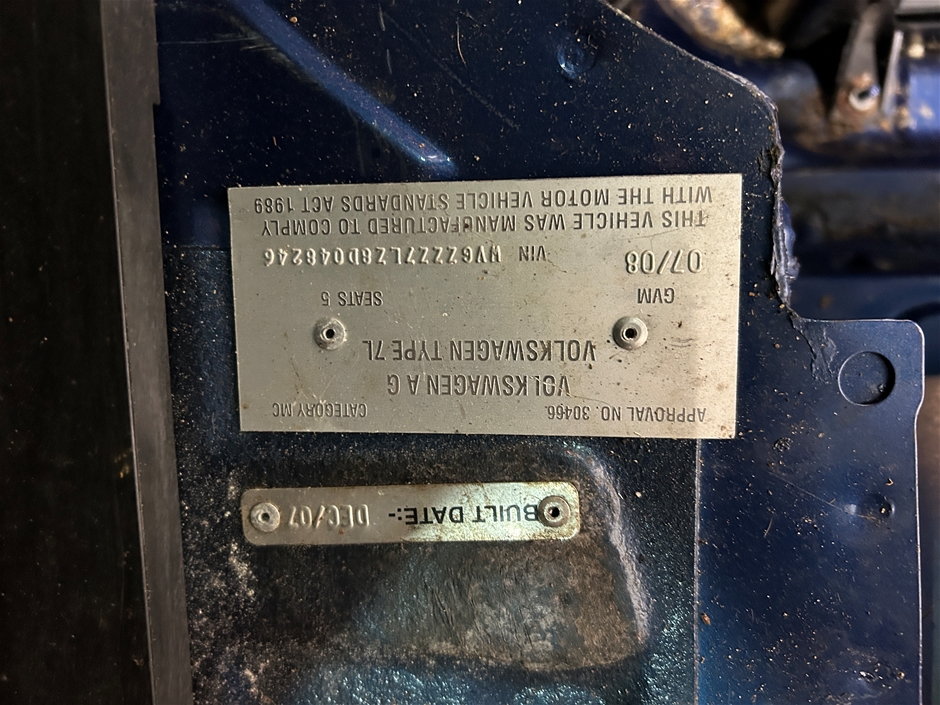 BUILT DATE:- DEC/07
APPROVAL NO. 30466. CATEGORY MC
VOLKSWAGEN A G
VOLKSWAGEN TYPE 7L
GVM SEATS 5
07/08 VIN WVGZZZ7LZ8D048246
THIS VEHICLE WAS MANUFACTURED TO COMPLY
WITH THE MOTOR VEHICLE STANDARDS ACT 1989